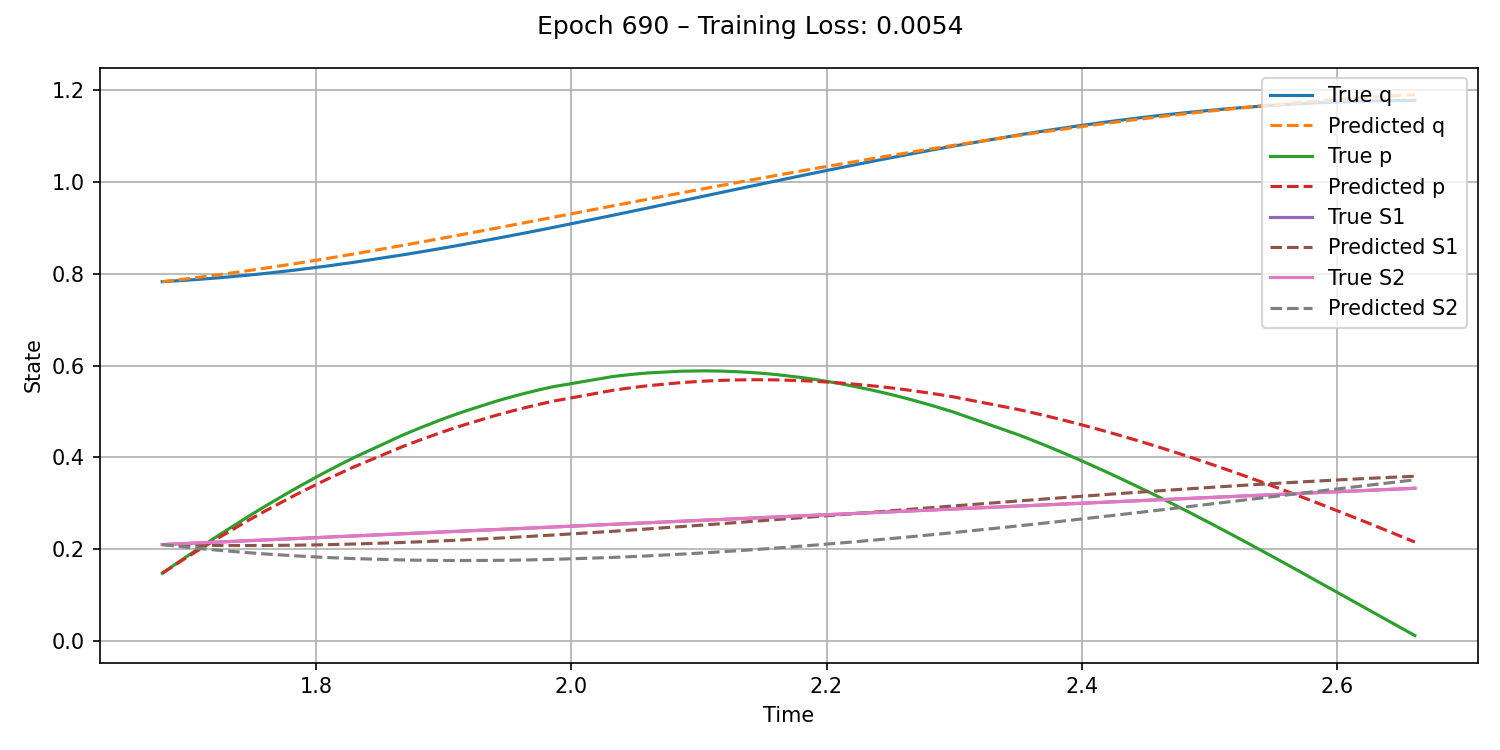 Epoch 690 – Training Loss: 0.0054
1.2
1.0
0.8
0.6
0.4
0.2
0.0
State
True q
Predicted q
True p
Predicted p
True S1
Predicted S1
True S2
Predicted S2
1.8
2.0
2.2
2.4
2.6
Time